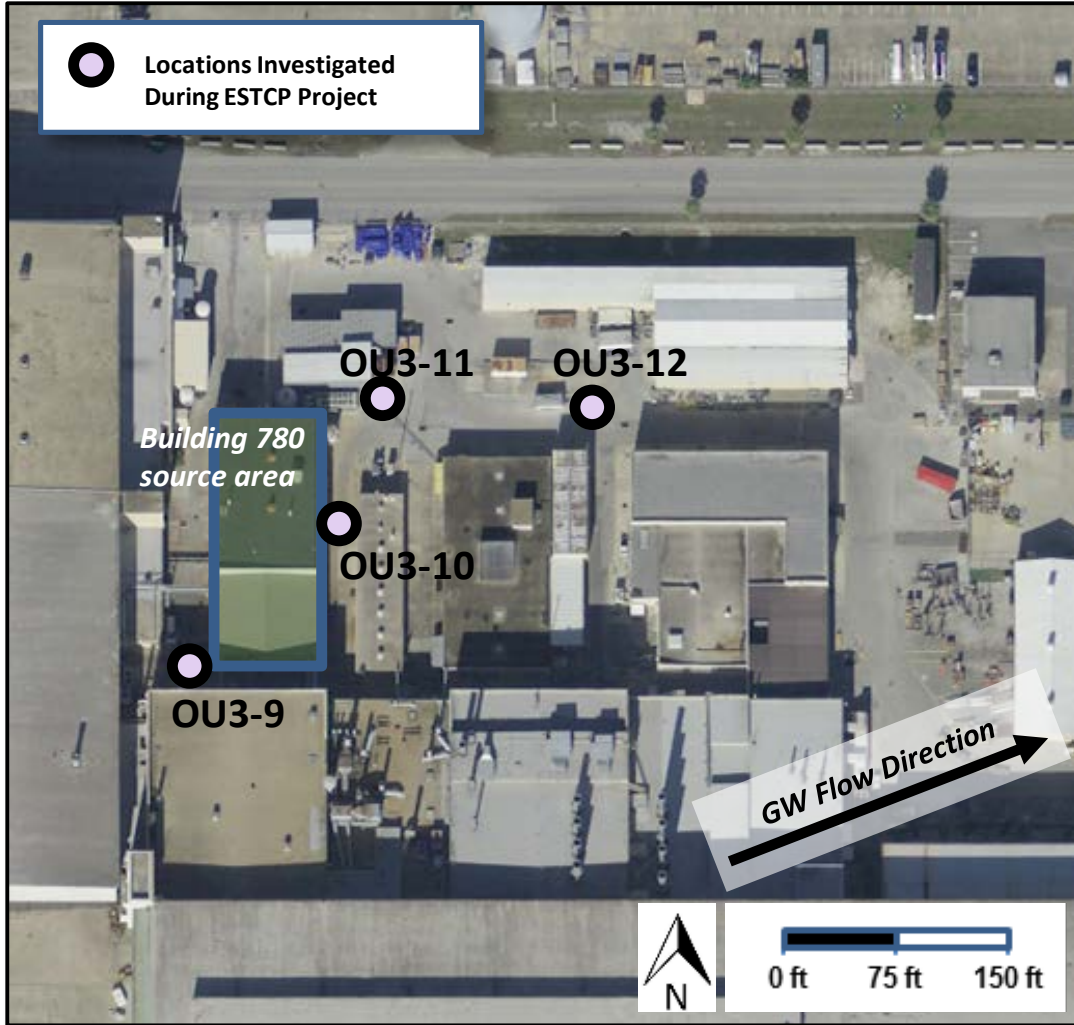 Locations Investigated
During ESTCP Project
OU3-11
OU3-12
Building 780
source area
OU3-10
OU3-9
GW Flow Direction
N
0 ft 75 ft 150 ft